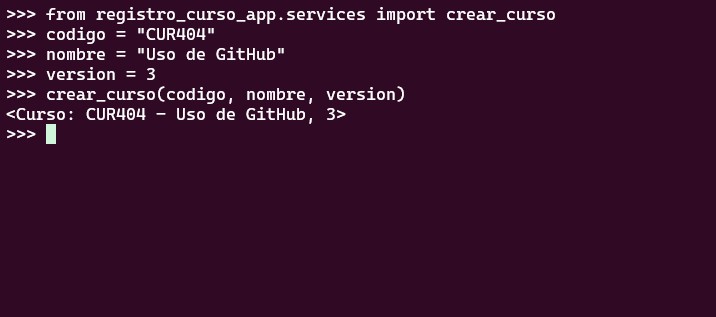 >>> from registro_curso_app.services import crear_curso
>>> codigo = "CUR404"
>>> nombre = "Uso de GitHub"
>>> version = 3
>>> crear_curso(codigo, nombre, version)
<Curso: CUR404 – Uso de GitHub, 3>
>>>